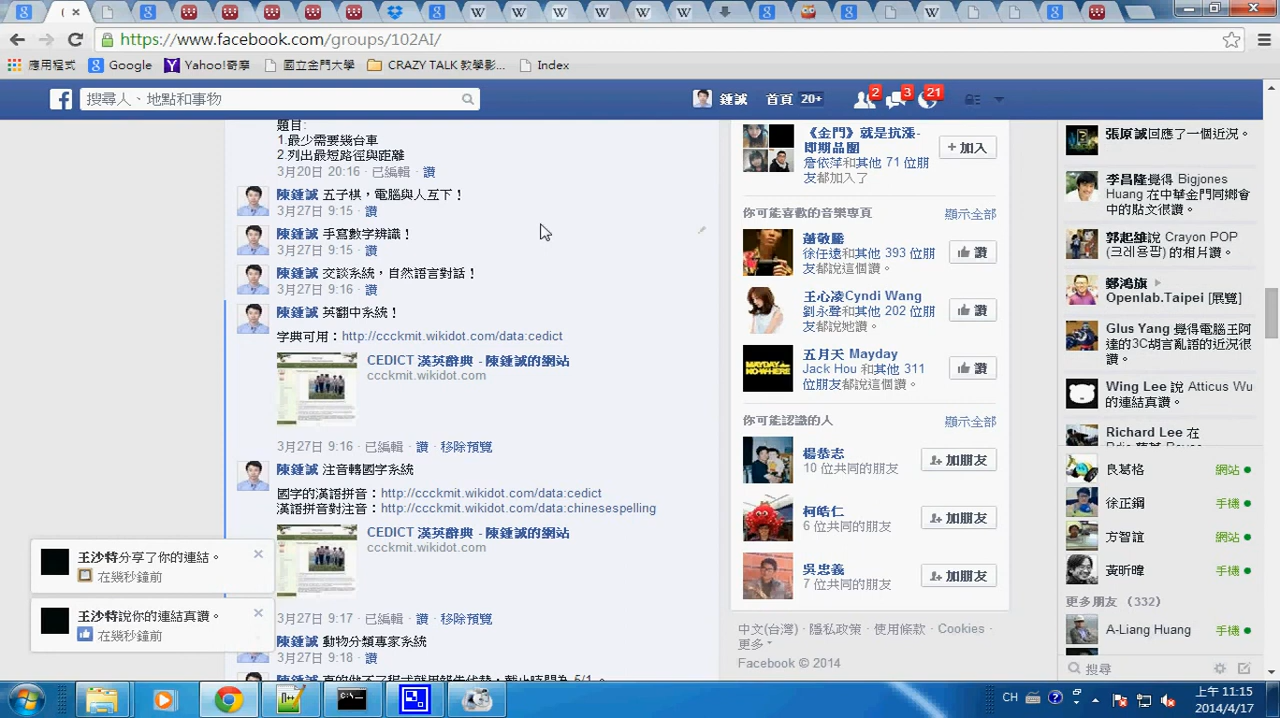 https://www.facebook.com/groups/102AI/
應用程式
Google
Yahoo!奇摩
國立金門大學
CRAZY TALK 教學影...
Index
搜尋人、地點和事物
鍾誠
首頁 20+
2
3
21
題目:
1.最少需要幾台車
2.列出最短路徑與距離
3月20日 20:16 · 已編輯 · 讚
陳鍾誠 五子棋，電腦與人互下！
3月27日 9:15 · 讚
陳鍾誠 手寫數字辨識！
3月27日 9:15 · 讚
陳鍾誠 交談系統，自然語言對話！
3月27日 9:16 · 讚
陳鍾誠 英翻中系統！
字典可用：http://ccckmit.wikidot.com/data:cedict
CEDICT 漢英辭典 - 陳鍾誠的網站
ccckmit.wikidot.com
3月27日 9:16 · 已編輯 · 讚 · 移除預覽
陳鍾誠 注音轉國字系統
國字的漢語拼音：http://ccckmit.wikidot.com/data:cedict
漢語拼音對注音：http://ccckmit.wikidot.com/data:chinesespelling
CEDICT 漢英辭典 - 陳鍾誠的網站
ccckmit.wikidot.com
3月27日 9:17 · 已編輯 · 讚 · 移除預覽
陳鍾誠 動物分類專家系統
3月27日 9:18 · 讚
王沙特分享了你的連結。
在幾秒鐘前
王沙特說你的連結真讚。
在幾秒鐘前
《金門》就是抗漲-
即期品團
詹依萍和其他 71 位朋
友都加入了
+ 加入
你可能喜歡的音樂專頁
顯示全部
蕭敬騰
徐任遠和其他 393 位朋
友都說這個讚。
讚
王心凌Cyndi Wang
劉永聲和其他 202 位朋
友都說她讚。
讚
五月天 Mayday
Jack Hou 和其他 311
位朋友都說這個讚。
讚
MAYDAY
NOWHERE
你可能認識的人
顯示全部
楊恭志
10 位共同的朋友
加朋友
柯皓仁
6 位共同的朋友
加朋友
吳忠義
7 位共同的朋友
加朋友
中文(台灣) · 隱私政策 · 使用條款 · Cookies ·
更多
Facebook © 2014
張原誠回應了一個近況。
李昌隆覺得 Bigjones
Huang 在中華金門同鄉會
中的貼文很讚。
郭起雄說 Crayon POP
(크레용팝) 的相片讚。
鄭鴻旗
Openlab.Taipei [展覽]
Glus Yang 覺得電腦王阿
達的3C胡言亂語的近況很
讚。
Wing Lee 說 Atticus Wu
的連結真讚。
Richard Lee 在
良葛格
網站
徐正鋼
手機
方智誼
網站
手機
更多朋友 (332)
A-Liang Huang
手機
搜尋
CH
上午 11:15
2014/4/17